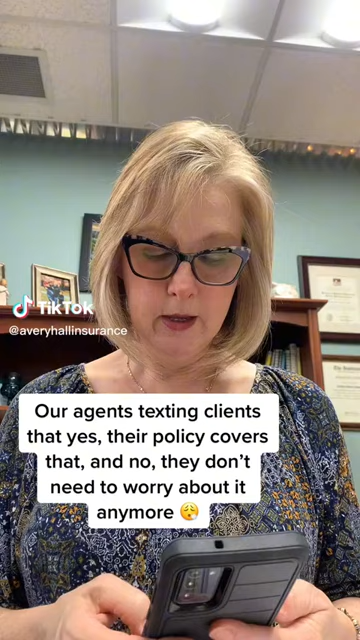 TikTok
@averyhallinsurance
Our agents texting clients
that yes, their policy covers
that, and no, they don't
need to worry about it
anymore 😮‍💨